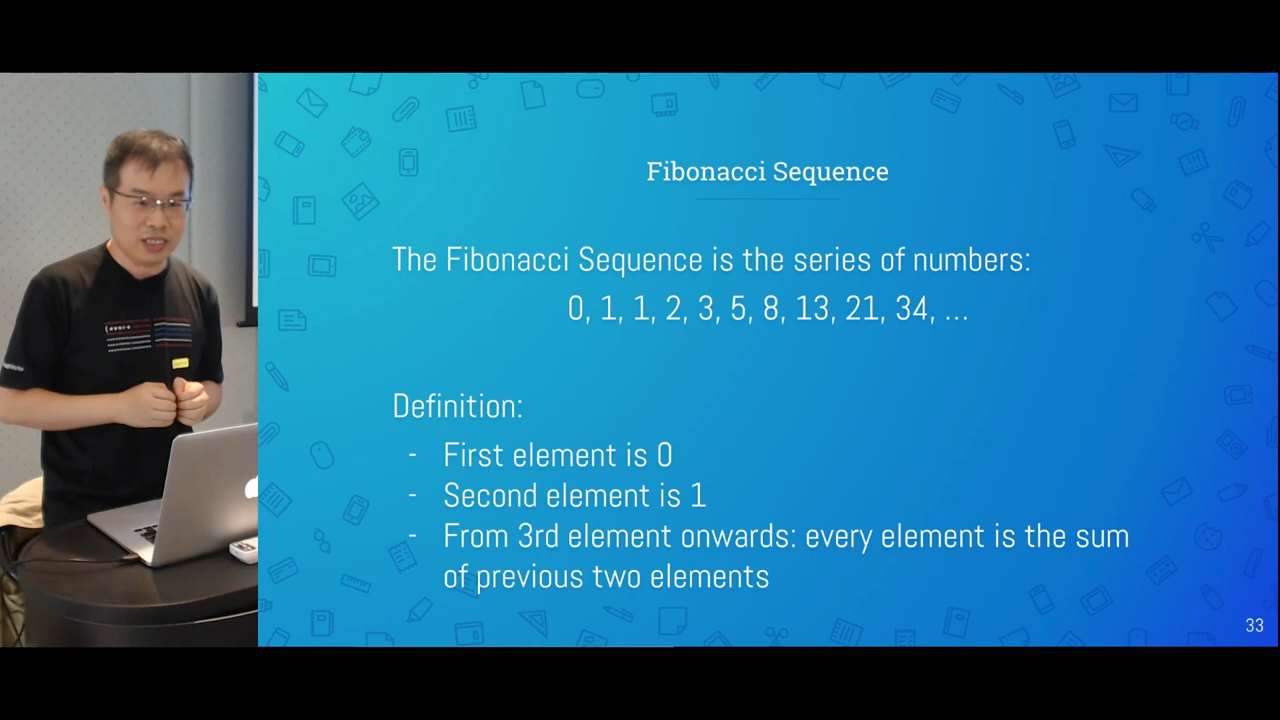 Fibonacci Sequence
The Fibonacci Sequence is the series of numbers:
0, 1, 1, 2, 3, 5, 8, 13, 21, 34, ...
Definition:
- First element is 0
- Second element is 1
- From 3rd element onwards: every element is the sum
of previous two elements
33